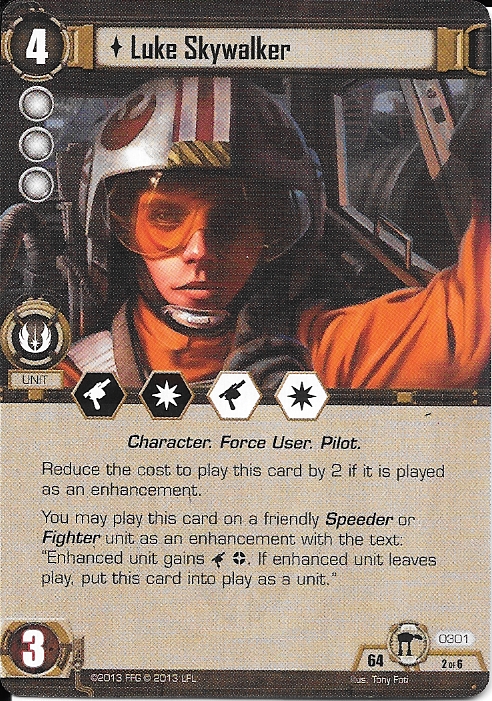 4
Luke Skywalker
UNIT
Character. Force User. Pilot.
Reduce the cost to play this card by 2 if it is played
as an enhancement.
You may play this card on a friendly Speeder or
Fighter unit as an enhancement with the text:
“Enhanced unit gains . If enhanced unit leaves
play, put this card into play as a unit.”
3
64
0301
2 OF 6
©2013 FFG © 2013 LFL
Illus. Tony Foti